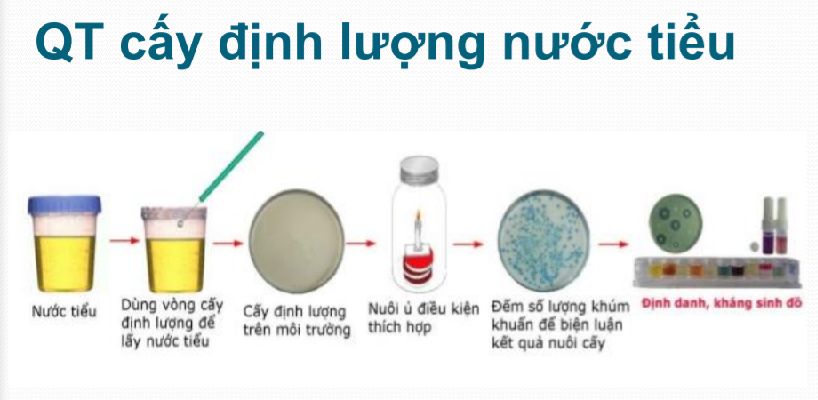 QT cấy định lượng nước tiểu
Nước tiểu
Dùng vòng cấy
định lượng để
lấy nước tiểu
Cấy định lượng
trên môi trường
Nuôi ủ điều kiện
thích hợp
Đếm số lượng khúm
khuẩn để biện luận
kết quả nuôi cấy
Định danh, kháng sinh đồ